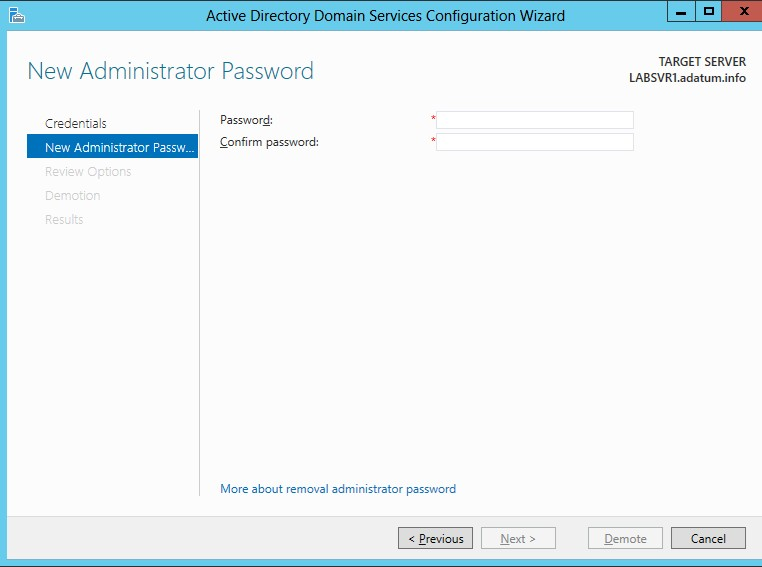 Active Directory Domain Services Configuration Wizard
New Administrator Password
TARGET SERVER
LABSVR1.adatum.info
Credentials
New Administrator Passw...
Review Options
Demotion
Results
Password: *
Confirm password: *
More about removal administrator password
< Previous
Next >
Demote
Cancel